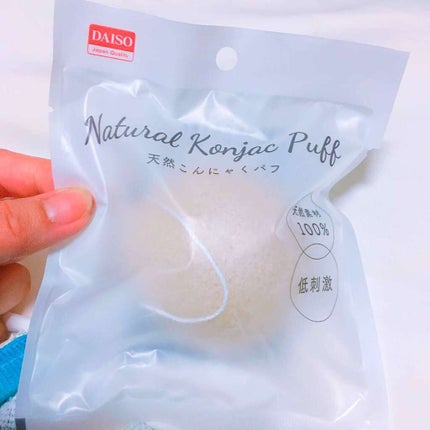 DAISO
Japan Quality
Natural Konjac Puff
天然こんにゃくパフ
天然素材
100%
低刺激